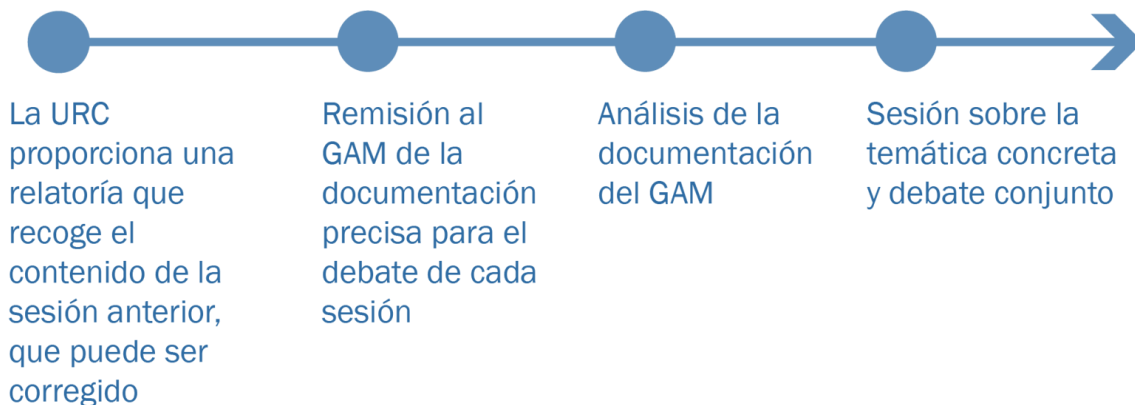 La URC
proporciona una
relatoría que
recoge el
contenido de la
sesión anterior,
que puede ser
corregido
Remisión al
GAM de la
documentación
precisa para el
debate de cada
sesión
Análisis de la
documentación
del GAM
Sesión sobre la
temática concreta
y debate conjunto